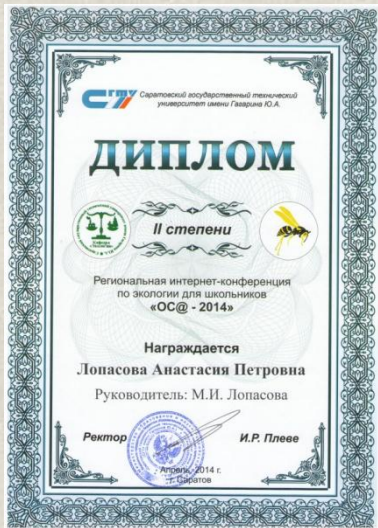 СГТУ
Саратовский государственный технический
университет имени Гагарина Ю.А.
ДИПЛОМ
II степени
Региональная интернет-конференция
по экологии для школьников
«ОС@ - 2014»
Награждается
Лопасова Анастасия Петровна
Руководитель: М.И. Лопасова
Ректор И.Р. Плеве
Апрель, 2014 г.
г. Саратов